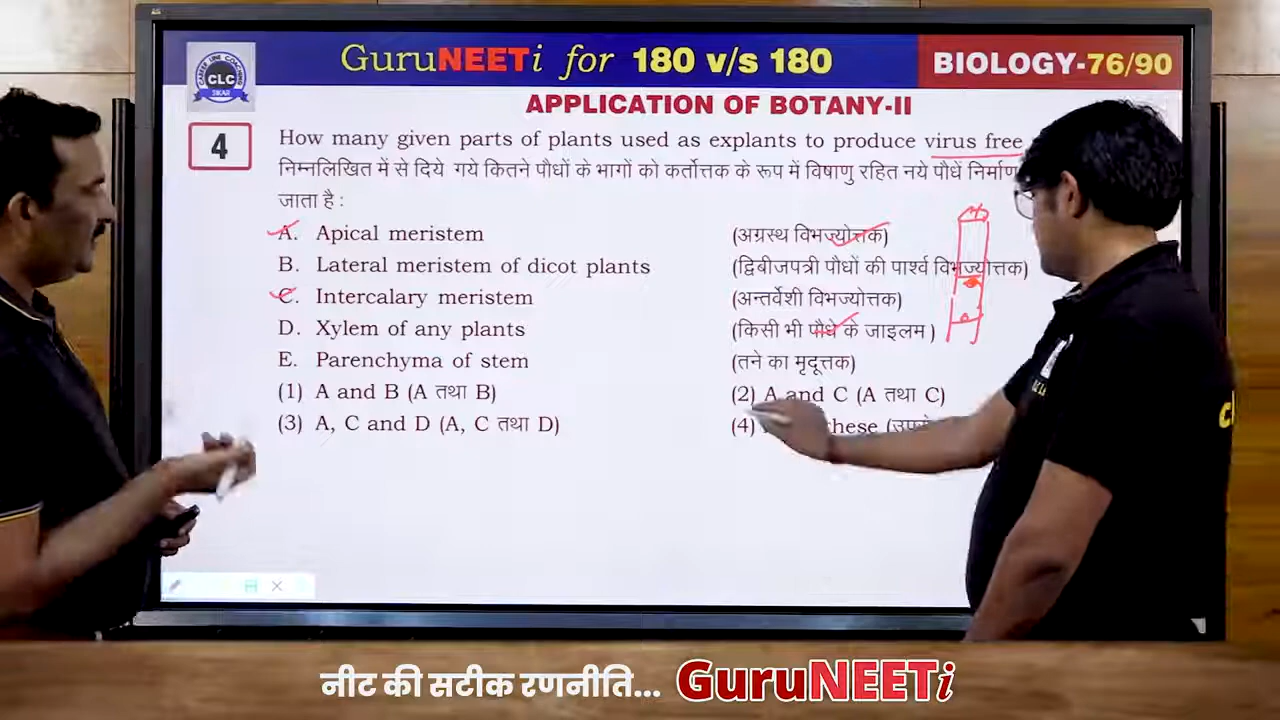 CAREER LINE COACHING
CLC
SIKAR
GuruNEETi for 180 v/s 180
BIOLOGY-76/90
APPLICATION OF BOTANY-II
4
How many given parts of plants used as explants to produce virus free
निम्नलिखित में से दिये गये कितने पौधों के भागों को कर्तोत्तक के रूप में विषाणु रहित नये पौधें निर्माण
जाता है :
A. Apical meristem (अग्रस्थ विभज्योत्तक)
B. Lateral meristem of dicot plants (द्विबीजपत्री पौधों की पार्श्व विभज्योत्तक)
C. Intercalary meristem (अन्तर्वेशी विभज्योत्तक)
D. Xylem of any plants (किसी भी पौधे के जाइलम )
E. Parenchyma of stem (तने का मृदूत्तक)
(1) A and B (A तथा B) (2) A and C (A तथा C)
(3) A, C and D (A, C तथा D) (4)
नीट की सटीक रणनीति... GuruNEETi